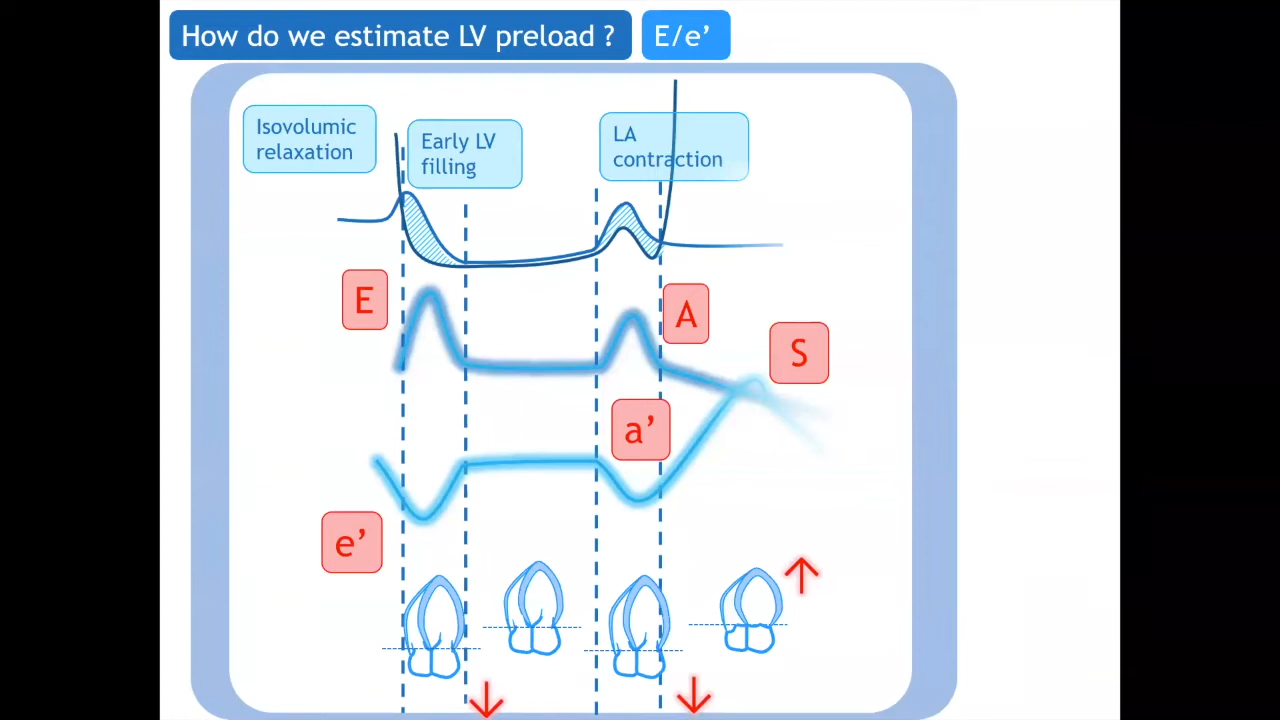 How do we estimate LV preload ?
E/e’
Isovolumic
relaxation
Early LV
filling
LA
contraction
E
A
S
a’
e’